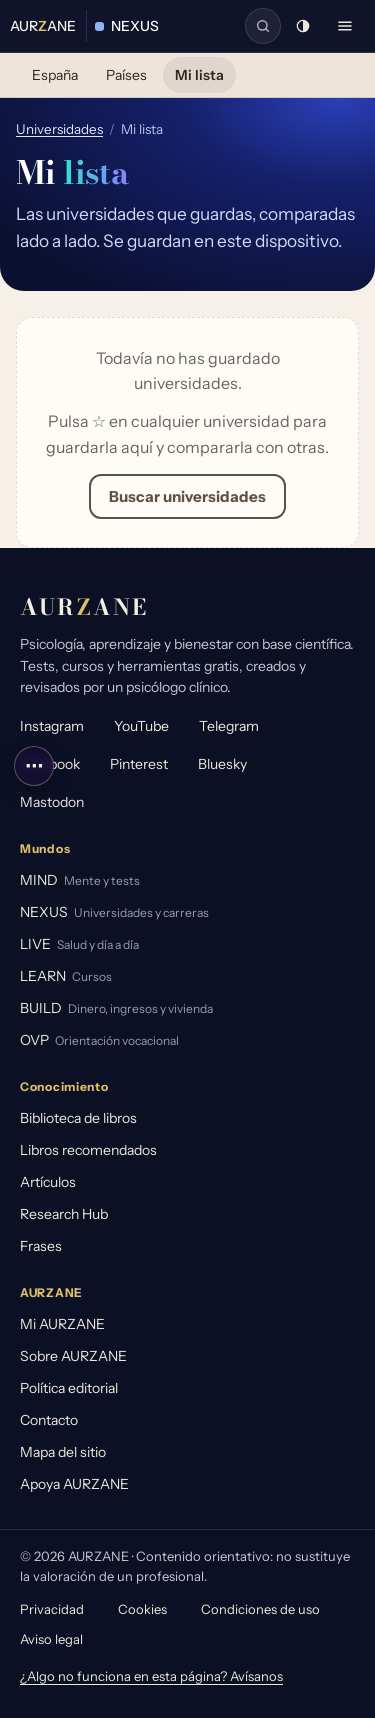 AURZANE NEXUS
España Países Mi lista
Universidades / Mi lista
Mi lista
Las universidades que guardas, comparadas
lado a lado. Se guardan en este dispositivo.
Todavía no has guardado
universidades.
Pulsa ☆ en cualquier universidad para
guardarla aquí y compararla con otras.
Buscar universidades
AURZANE
Psicología, aprendizaje y bienestar con base científica.
Tests, cursos y herramientas gratis, creados y
revisados por un psicólogo clínico.
Instagram YouTube Telegram
Pinterest Bluesky
Mastodon
Mundos
MIND Mente y tests
NEXUS Universidades y carreras
LIVE Salud y día a día
LEARN Cursos
BUILD Dinero, ingresos y vivienda
OVP Orientación vocacional
Conocimiento
Biblioteca de libros
Libros recomendados
Artículos
Research Hub
Frases
AURZANE
Mi AURZANE
Sobre AURZANE
Política editorial
Contacto
Mapa del sitio
Apoya AURZANE
© 2026 AURZANE · Contenido orientativo: no sustituye
la valoración de un profesional.
Privacidad Cookies Condiciones de uso
Aviso legal
¿Algo no funciona en esta página? Avísanos